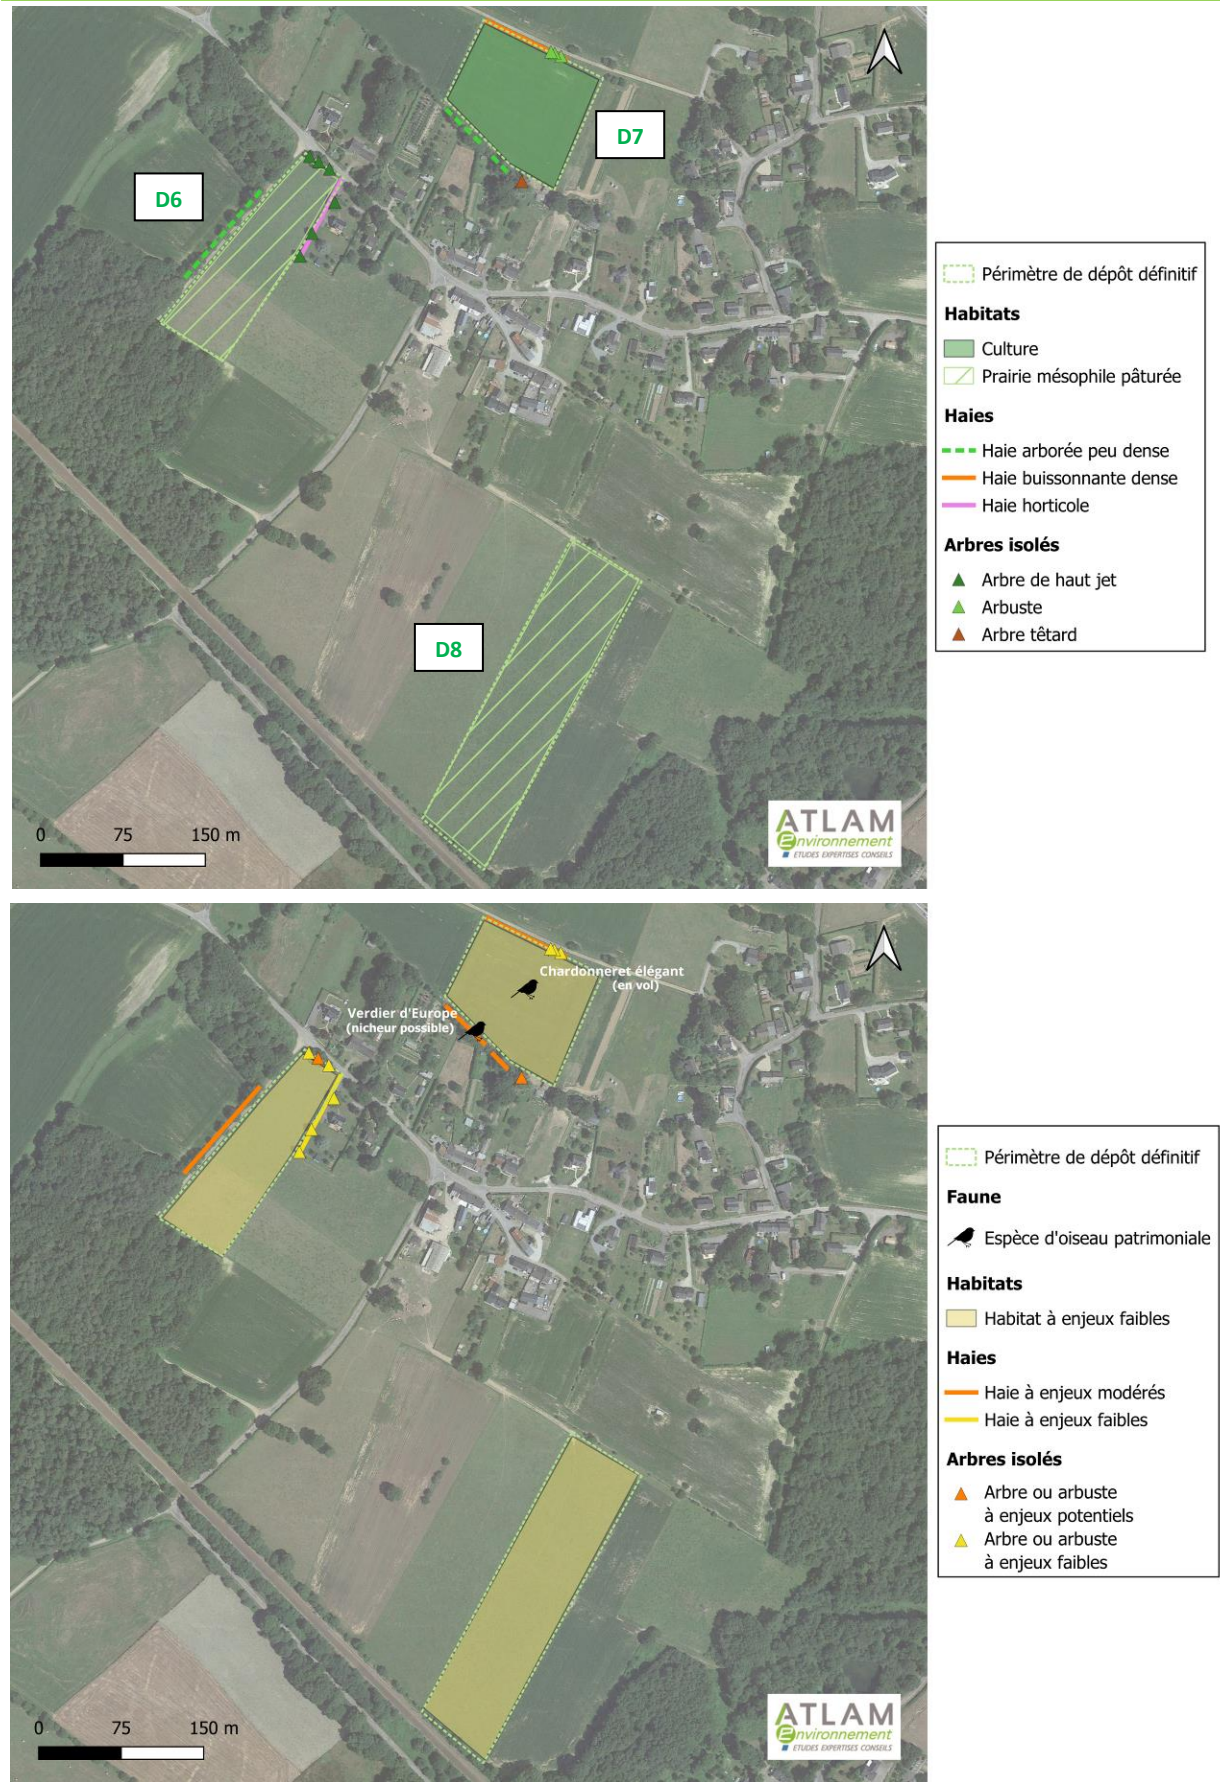 D7
D6
D8
0 75 150 m
ATLAM
Environnement
ETUDES EXPERTISES CONSEILS
Périmètre de dépôt définitif
Habitats
Culture
Prairie mésophile pâturée
Haies
Haie arborée peu dense
Haie buissonnante dense
Haie horticole
Arbres isolés
Arbre de haut jet
Arbuste
Arbre têtard
Chardonneret élégant
(en vol)
Verdier d'Europe
(nicheur possible)
0 75 150 m
ATLAM
Environnement
ETUDES EXPERTISES CONSEILS
Périmètre de dépôt définitif
Faune
Espèce d'oiseau patrimoniale
Habitats
Habitat à enjeux faibles
Haies
Haie à enjeux modérés
Haie à enjeux faibles
Arbres isolés
Arbre ou arbuste
à enjeux potentiels
Arbre ou arbuste
à enjeux faibles